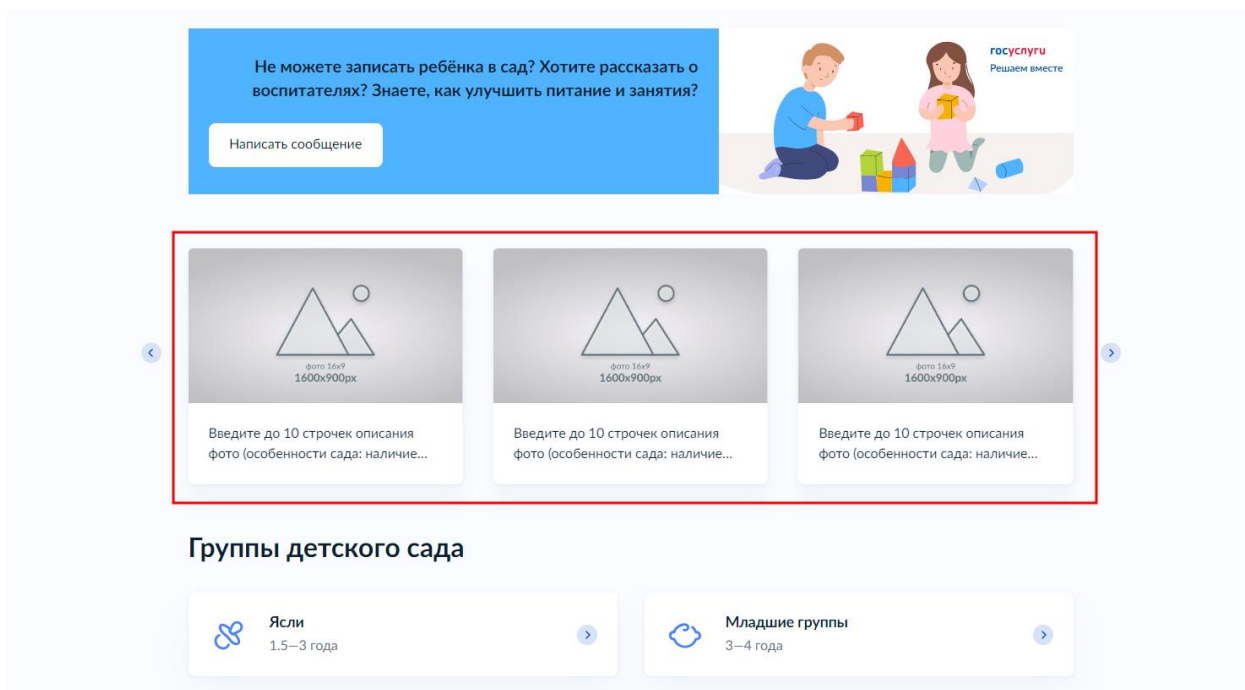 Не можете записать ребёнка в сад? Хотите рассказать о
воспитателях? Знаете, как улучшить питание и занятия?
Написать сообщение
госуслуги
Решаем вместе
фото 16x9
1600x900px
Введите до 10 строчек описания
фото (особенности сада: наличие...
фото 16x9
1600x900px
Введите до 10 строчек описания
фото (особенности сада: наличие...
фото 16x9
1600x900px
Введите до 10 строчек описания
фото (особенности сада: наличие...
Группы детского сада
Ясли
1.5—3 года
Младшие группы
3—4 года